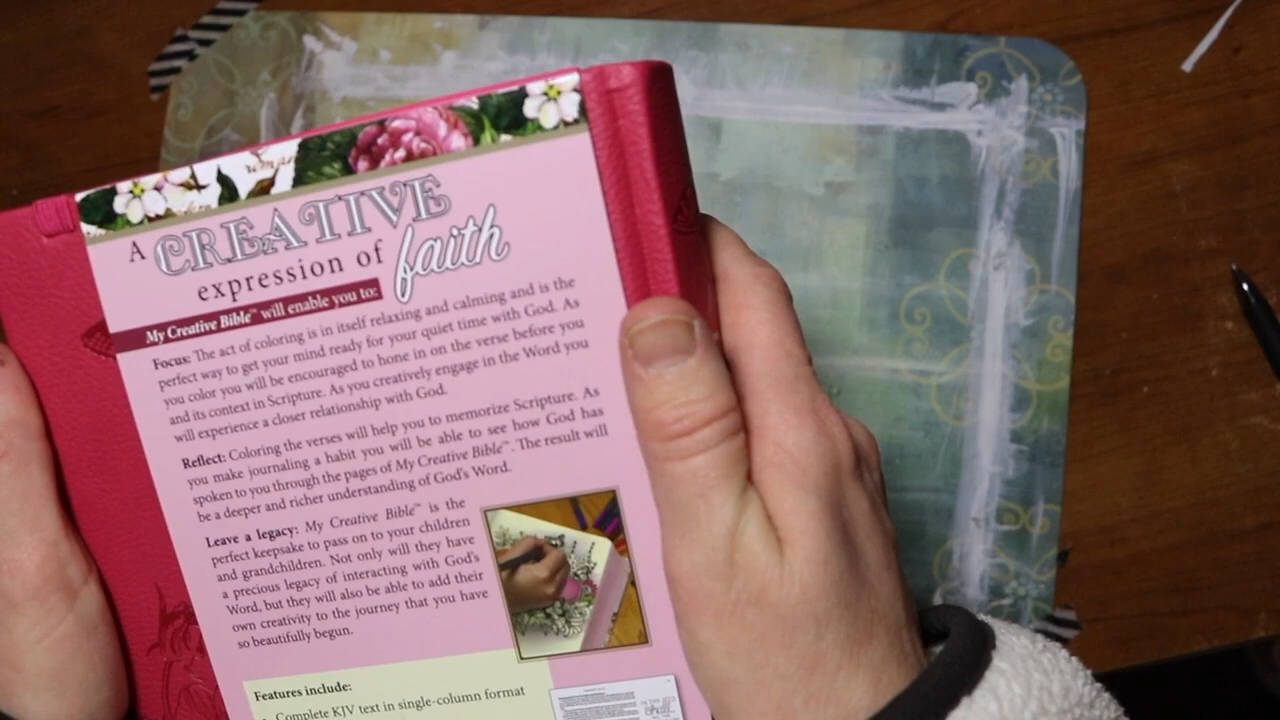 A CREATIVE
expression of faith
My Creative Bible™ will enable you to:
Focus: The act of coloring is in itself relaxing and calming and is the
perfect way to get your mind ready for your quiet time with God. As
you color you will be encouraged to hone in on the verse before you
and its context in Scripture. As you creatively engage in the Word you
will experience a closer relationship with God.
Reflect: Coloring the verses will help you to memorize Scripture. As
you make journaling a habit you will be able to see how God has
spoken to you through the pages of My Creative Bible™. The result will
be a deeper and richer understanding of God's Word.
Leave a legacy: My Creative Bible™ is the
perfect keepsake to pass on to your children
and grandchildren. Not only will they have
a precious legacy of interacting with God's
Word, but they will also be able to add their
own creativity to the journey that you have
so beautifully begun.
Features include:
Complete KJV text in single-column format